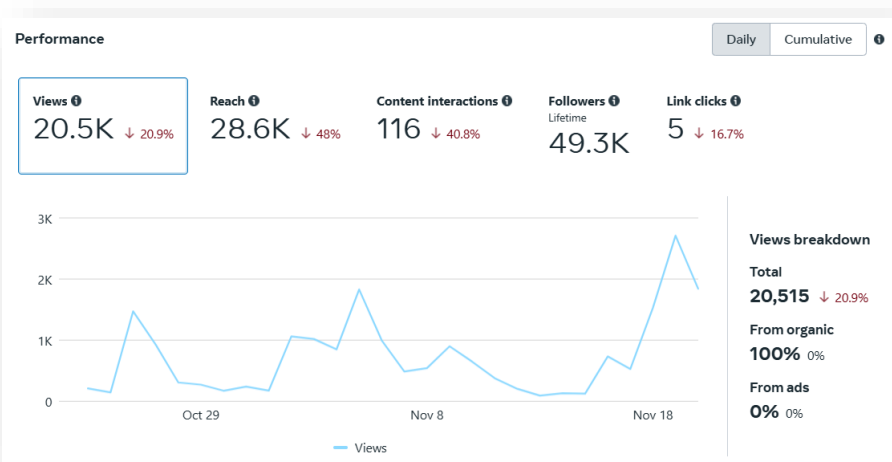 Performance
Daily Cumulative
Views Reach Content interactions Followers Link clicks
Lifetime
20.5K ↓ 20.9% 28.6K ↓ 48% 116 ↓ 40.8% 49.3K 5 ↓ 16.7%
3K
2K
1K
0
Oct 29 Nov 8 Nov 18
Views
Views breakdown
Total
20,515 ↓ 20.9%
From organic
100% 0%
From ads
0% 0%